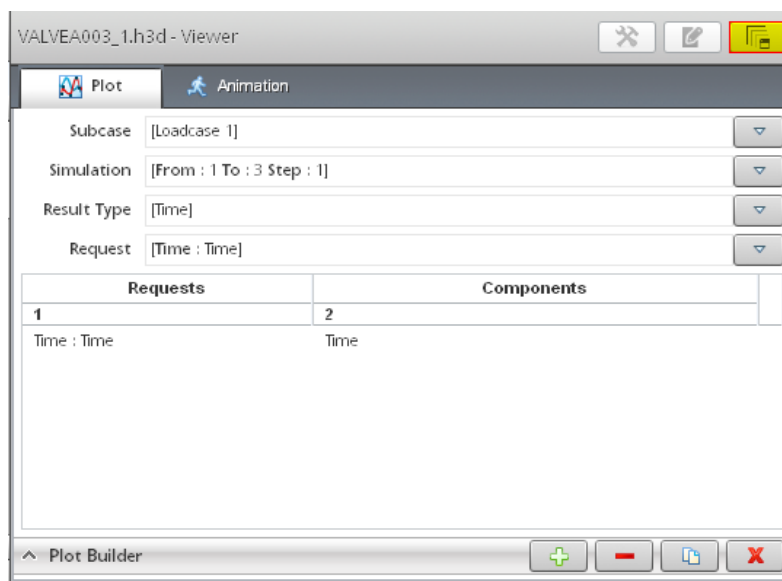 VALVEA003_1.h3d - Viewer
Plot Animation
Subcase [Loadcase 1]
Simulation [From : 1 To : 3 Step : 1]
Result Type [Time]
Request [Time : Time]
Requests Components
1 2
Time : Time Time
Plot Builder